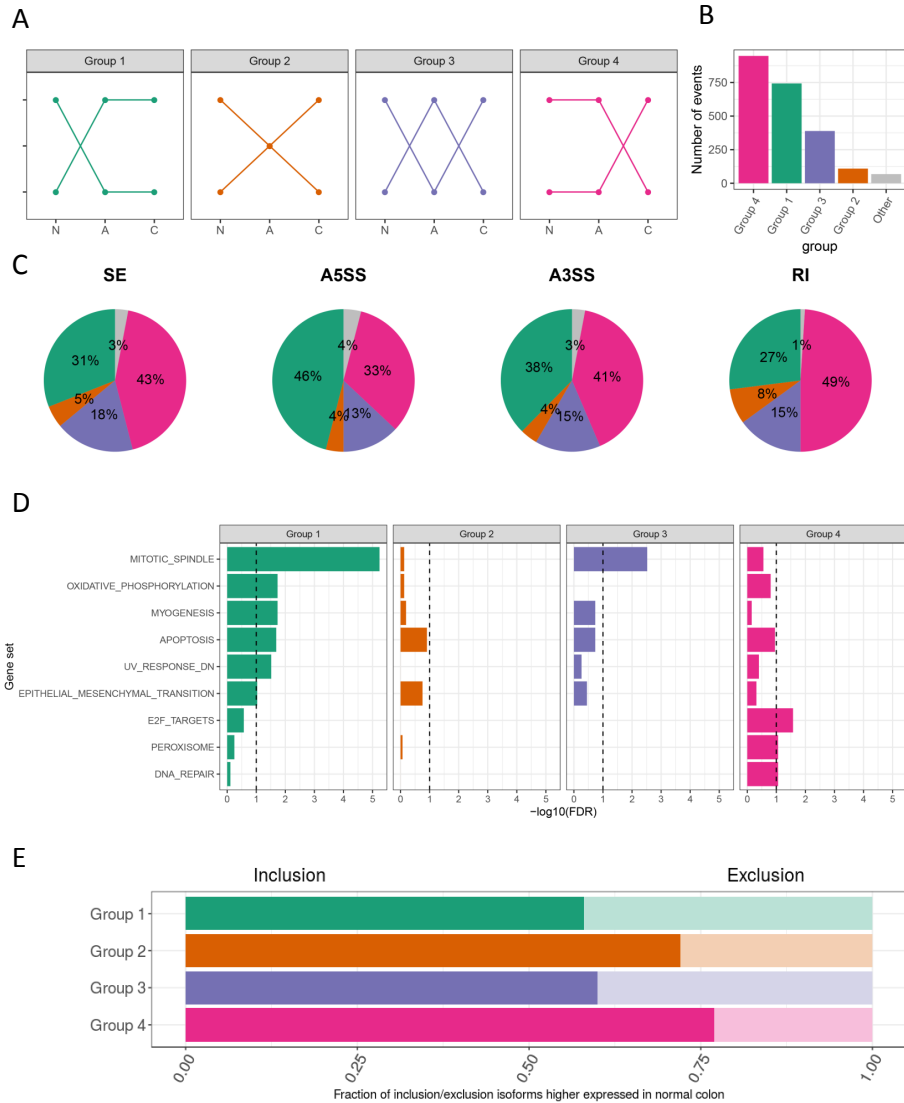 A
Group 1
Group 2
Group 3
Group 4
N
A
C
N
A
C
N
A
C
N
A
C
B
Number of events
750
500
250
0
Group 4
Group 1
Group 3
Group 2
Other
group
C
SE
A5SS
A3SS
RI
3%
31%
43%
5%
18%
4%
46%
33%
4%
13%
3%
38%
41%
4%
15%
1%
27%
49%
8%
15%
D
Group 1
Group 2
Group 3
Group 4
Gene set
MITOTIC_SPINDLE
OXIDATIVE_PHOSPHORYLATION
MYOGENESIS
APOPTOSIS
UV_RESPONSE_DN
EPITHELIAL_MESENCHYMAL_TRANSITION
E2F_TARGETS
PEROXISOME
DNA_REPAIR
0 1 2 3 4 5
0 1 2 3 4 5
0 1 2 3 4 5
0 1 2 3 4 5
−log10(FDR)
E
Inclusion
Exclusion
Group 1
Group 2
Group 3
Group 4
0.00
0.25
0.50
0.75
1.00
Fraction of inclusion/exclusion isoforms higher expressed in normal colon